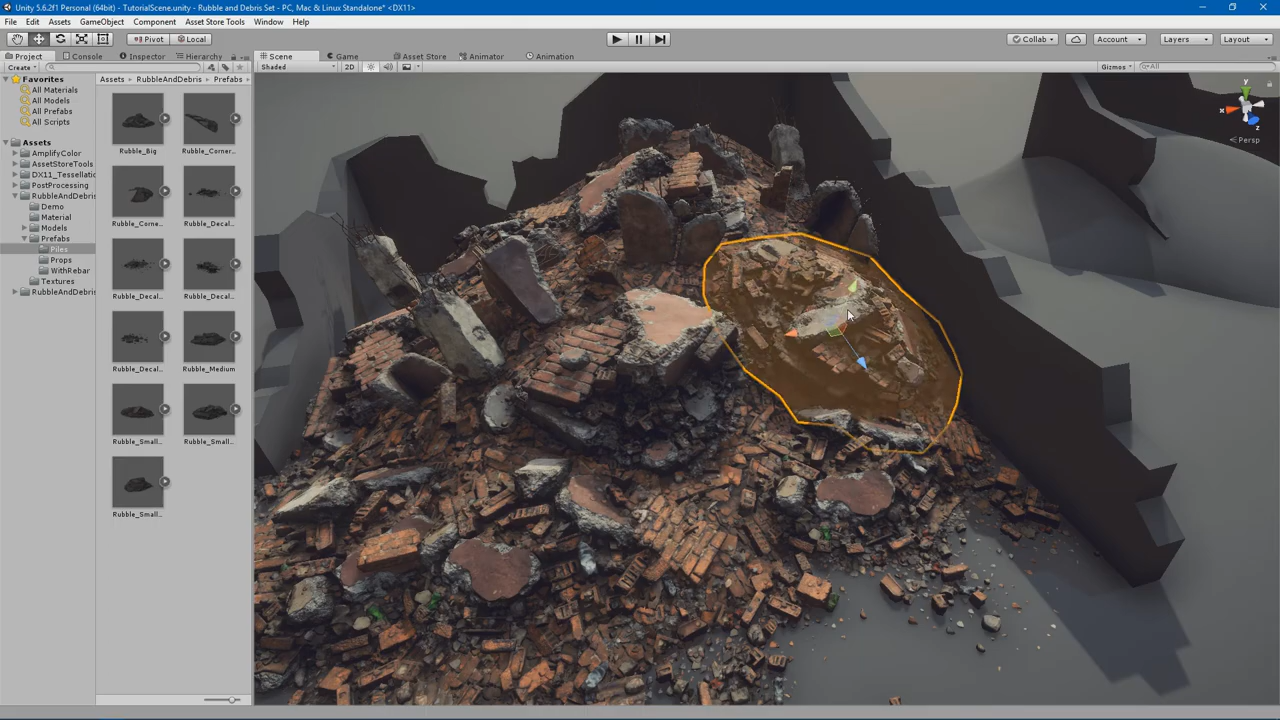 Unity 5.6.2f1 Personal (64bit) - TutorialScene.unity - Rubble and Debris Set - PC, Mac & Linux Standalone* <DX11>
File Edit Assets GameObject Component Asset Store Tools Window Help
Pivot Local Collab Account Layers Layout
Project Console Inspector Hierarchy Scene Game Asset Store Animator Animation
Create All Shaded 2D Gizmos All
Favorites
All Materials
All Models
All Prefabs
All Scripts
Assets
AmplifyColor
AssetStoreTools
DX11_Tessellatio
PostProcessing
RubbleAndDebris
Demo
Material
Models
Prefabs
Piles
Props
WithRebar
Textures
RubbleAndDebris
Assets RubbleAndDebris Prefabs
Rubble_Big Rubble_Corner...
Rubble_Corne... Rubble_Decal...
Rubble_Decal... Rubble_Decal...
Rubble_Decal... Rubble_Medium
Rubble_Small... Rubble_Small...
Rubble_Small...
y
x
z
Persp